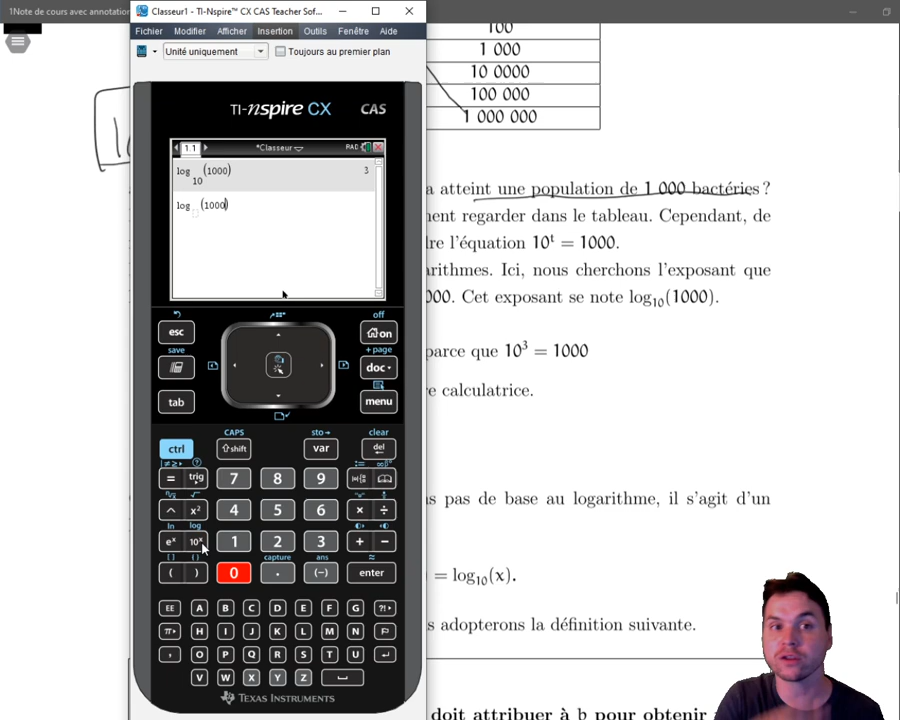 1Note de cours avec annotation
Classeur1 - TI-Nspire™ CX CAS Teacher Sof...
Fichier Modifier Afficher Insertion Outils Fenêtre Aide
Unité uniquement Toujours au premier plan
TI-nspire CX CAS
1.1 *Classeur PAD
log 10 (1000) 3
log (1000)
off
esc on
save + page
doc
tab menu
CAPS sto→ clear
ctrl shift var del
= trig 7 8 9
^ x² 4 5 6 × ÷
ln log
eˣ 10ˣ 1 2 3 + −
[ ] { } capture ans ≈
( ) 0 . (−) enter
EE A B C D E F G ?!
π H I J K L M N
, O P Q R S T U
V W X Y Z
TEXAS INSTRUMENTS
100
1 000
10 0000
100 000
1 000 000
a atteint une population de 1 000 bactéries ?
ment regarder dans le tableau. Cependant, de
dre l'équation 10ᵗ = 1000.
arithmes. Ici, nous cherchons l'exposant que
000. Cet exposant se note log₁₀(1000).
parce que 10³ = 1000
re calculatrice.
s pas de base au logarithme, il s'agit d'un
) = log₁₀(x).
s adopterons la définition suivante.
doit attribuer à b pour obtenir